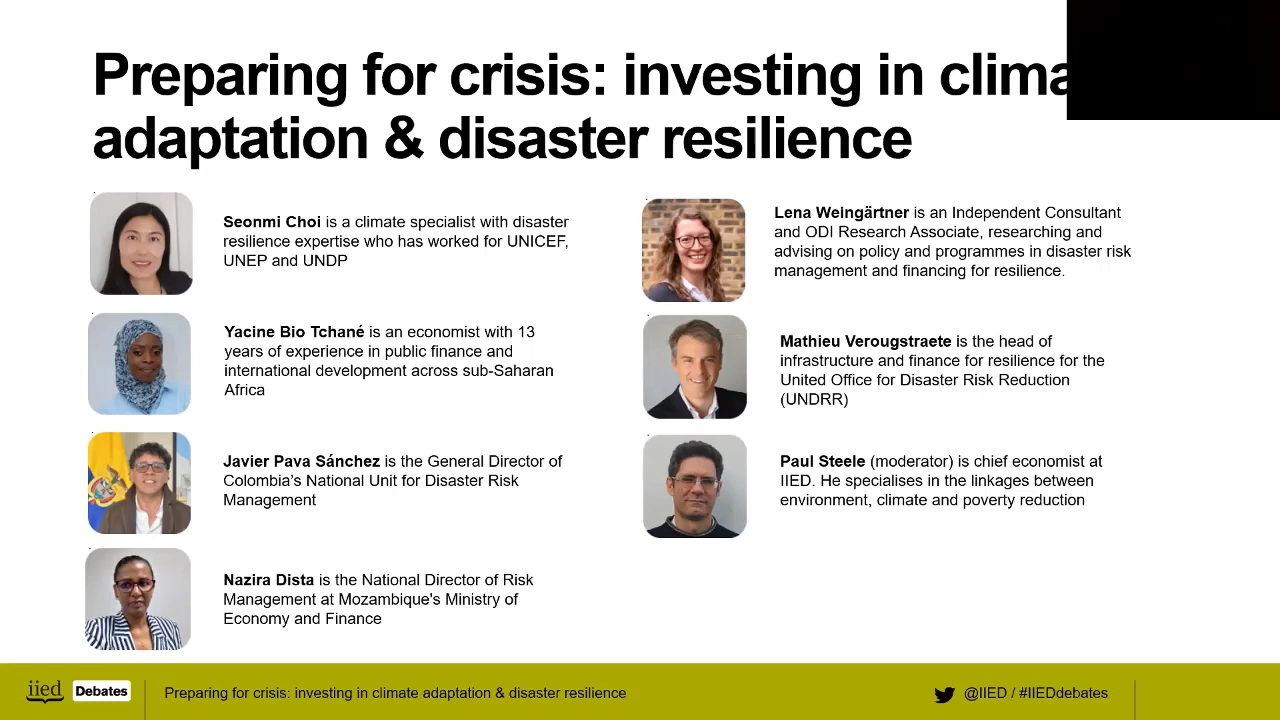 Preparing for crisis: investing in clima
adaptation & disaster resilience
Seonmi Choi is a climate specialist with disaster
resilience expertise who has worked for UNICEF,
UNEP and UNDP
Yacine Bio Tchané is an economist with 13
years of experience in public finance and
international development across sub-Saharan
Africa
Javier Pava Sánchez is the General Director of
Colombia’s National Unit for Disaster Risk
Management
Nazira Dista is the National Director of Risk
Management at Mozambique's Ministry of
Economy and Finance
Lena Weingärtner is an Independent Consultant
and ODI Research Associate, researching and
advising on policy and programmes in disaster risk
management and financing for resilience.
Mathieu Verougstraete is the head of
infrastructure and finance for resilience for the
United Office for Disaster Risk Reduction
(UNDRR)
Paul Steele (moderator) is chief economist at
IIED. He specialises in the linkages between
environment, climate and poverty reduction
iied Debates
Preparing for crisis: investing in climate adaptation & disaster resilience
@IIED / #IIEDdebates